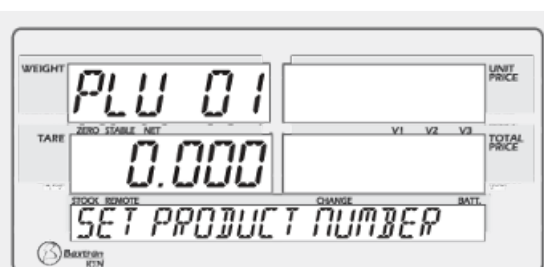 WEIGHT PLU 01 UNIT PRICE
ZERO STABLE NET V1 V2 V3
TARE 0.000 TOTAL PRICE
STOCK REMOTE CHANGE BATT.
SET PRODUCT NUMBER
Baxtran